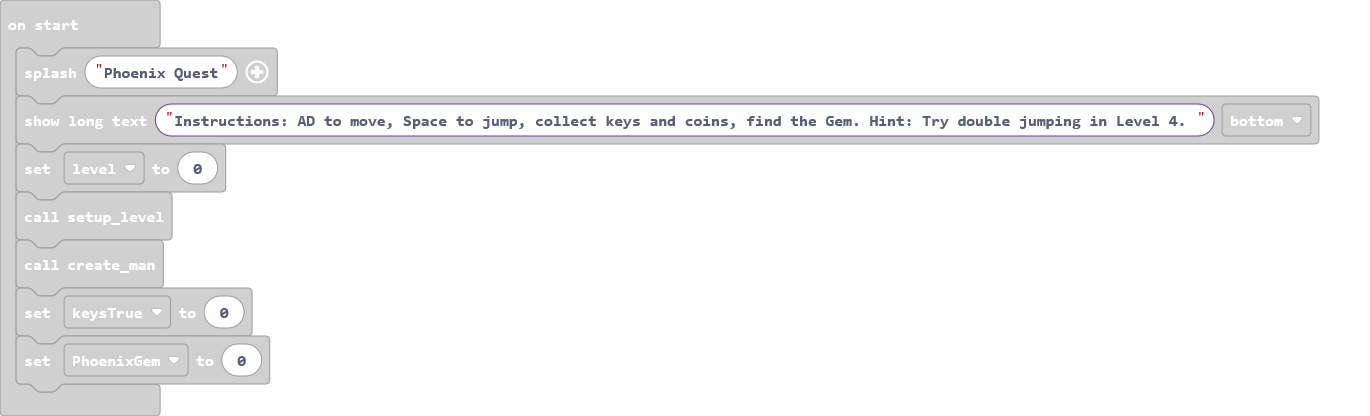 on start
splash "Phoenix Quest"
show long text "Instructions: AD to move, Space to jump, collect keys and coins, find the Gem. Hint: Try double jumping in Level 4. " bottom
set level to 0
call setup_level
call create_man
set keysTrue to 0
set PhoenixGem to 0